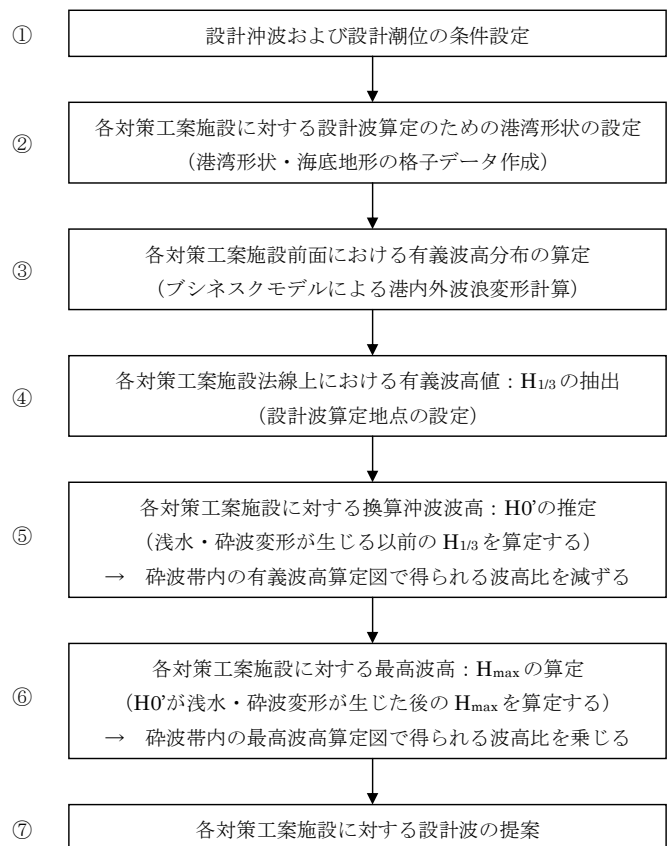 ① 設計沖波および設計潮位の条件設定
② 各対策工案施設に対する設計波算定のための港湾形状の設定
(港湾形状・海底地形の格子データ作成)
③ 各対策工案施設前面における有義波高分布の算定
(ブシネスクモデルによる港内外波浪変形計算)
④ 各対策工案施設法線上における有義波高値:H1/3の抽出
(設計波算定地点の設定)
⑤ 各対策工案施設に対する換算沖波波高:H0'の推定
(浅水・砕波変形が生じる以前の H1/3を算定する)
→ 砕波帯内の有義波高算定図で得られる波高比を減ずる
⑥ 各対策工案施設に対する最高波高:Hmaxの算定
(H0'が浅水・砕波変形が生じた後の Hmaxを算定する)
→ 砕波帯内の最高波高算定図で得られる波高比を乗じる
⑦ 各対策工案施設に対する設計波の提案